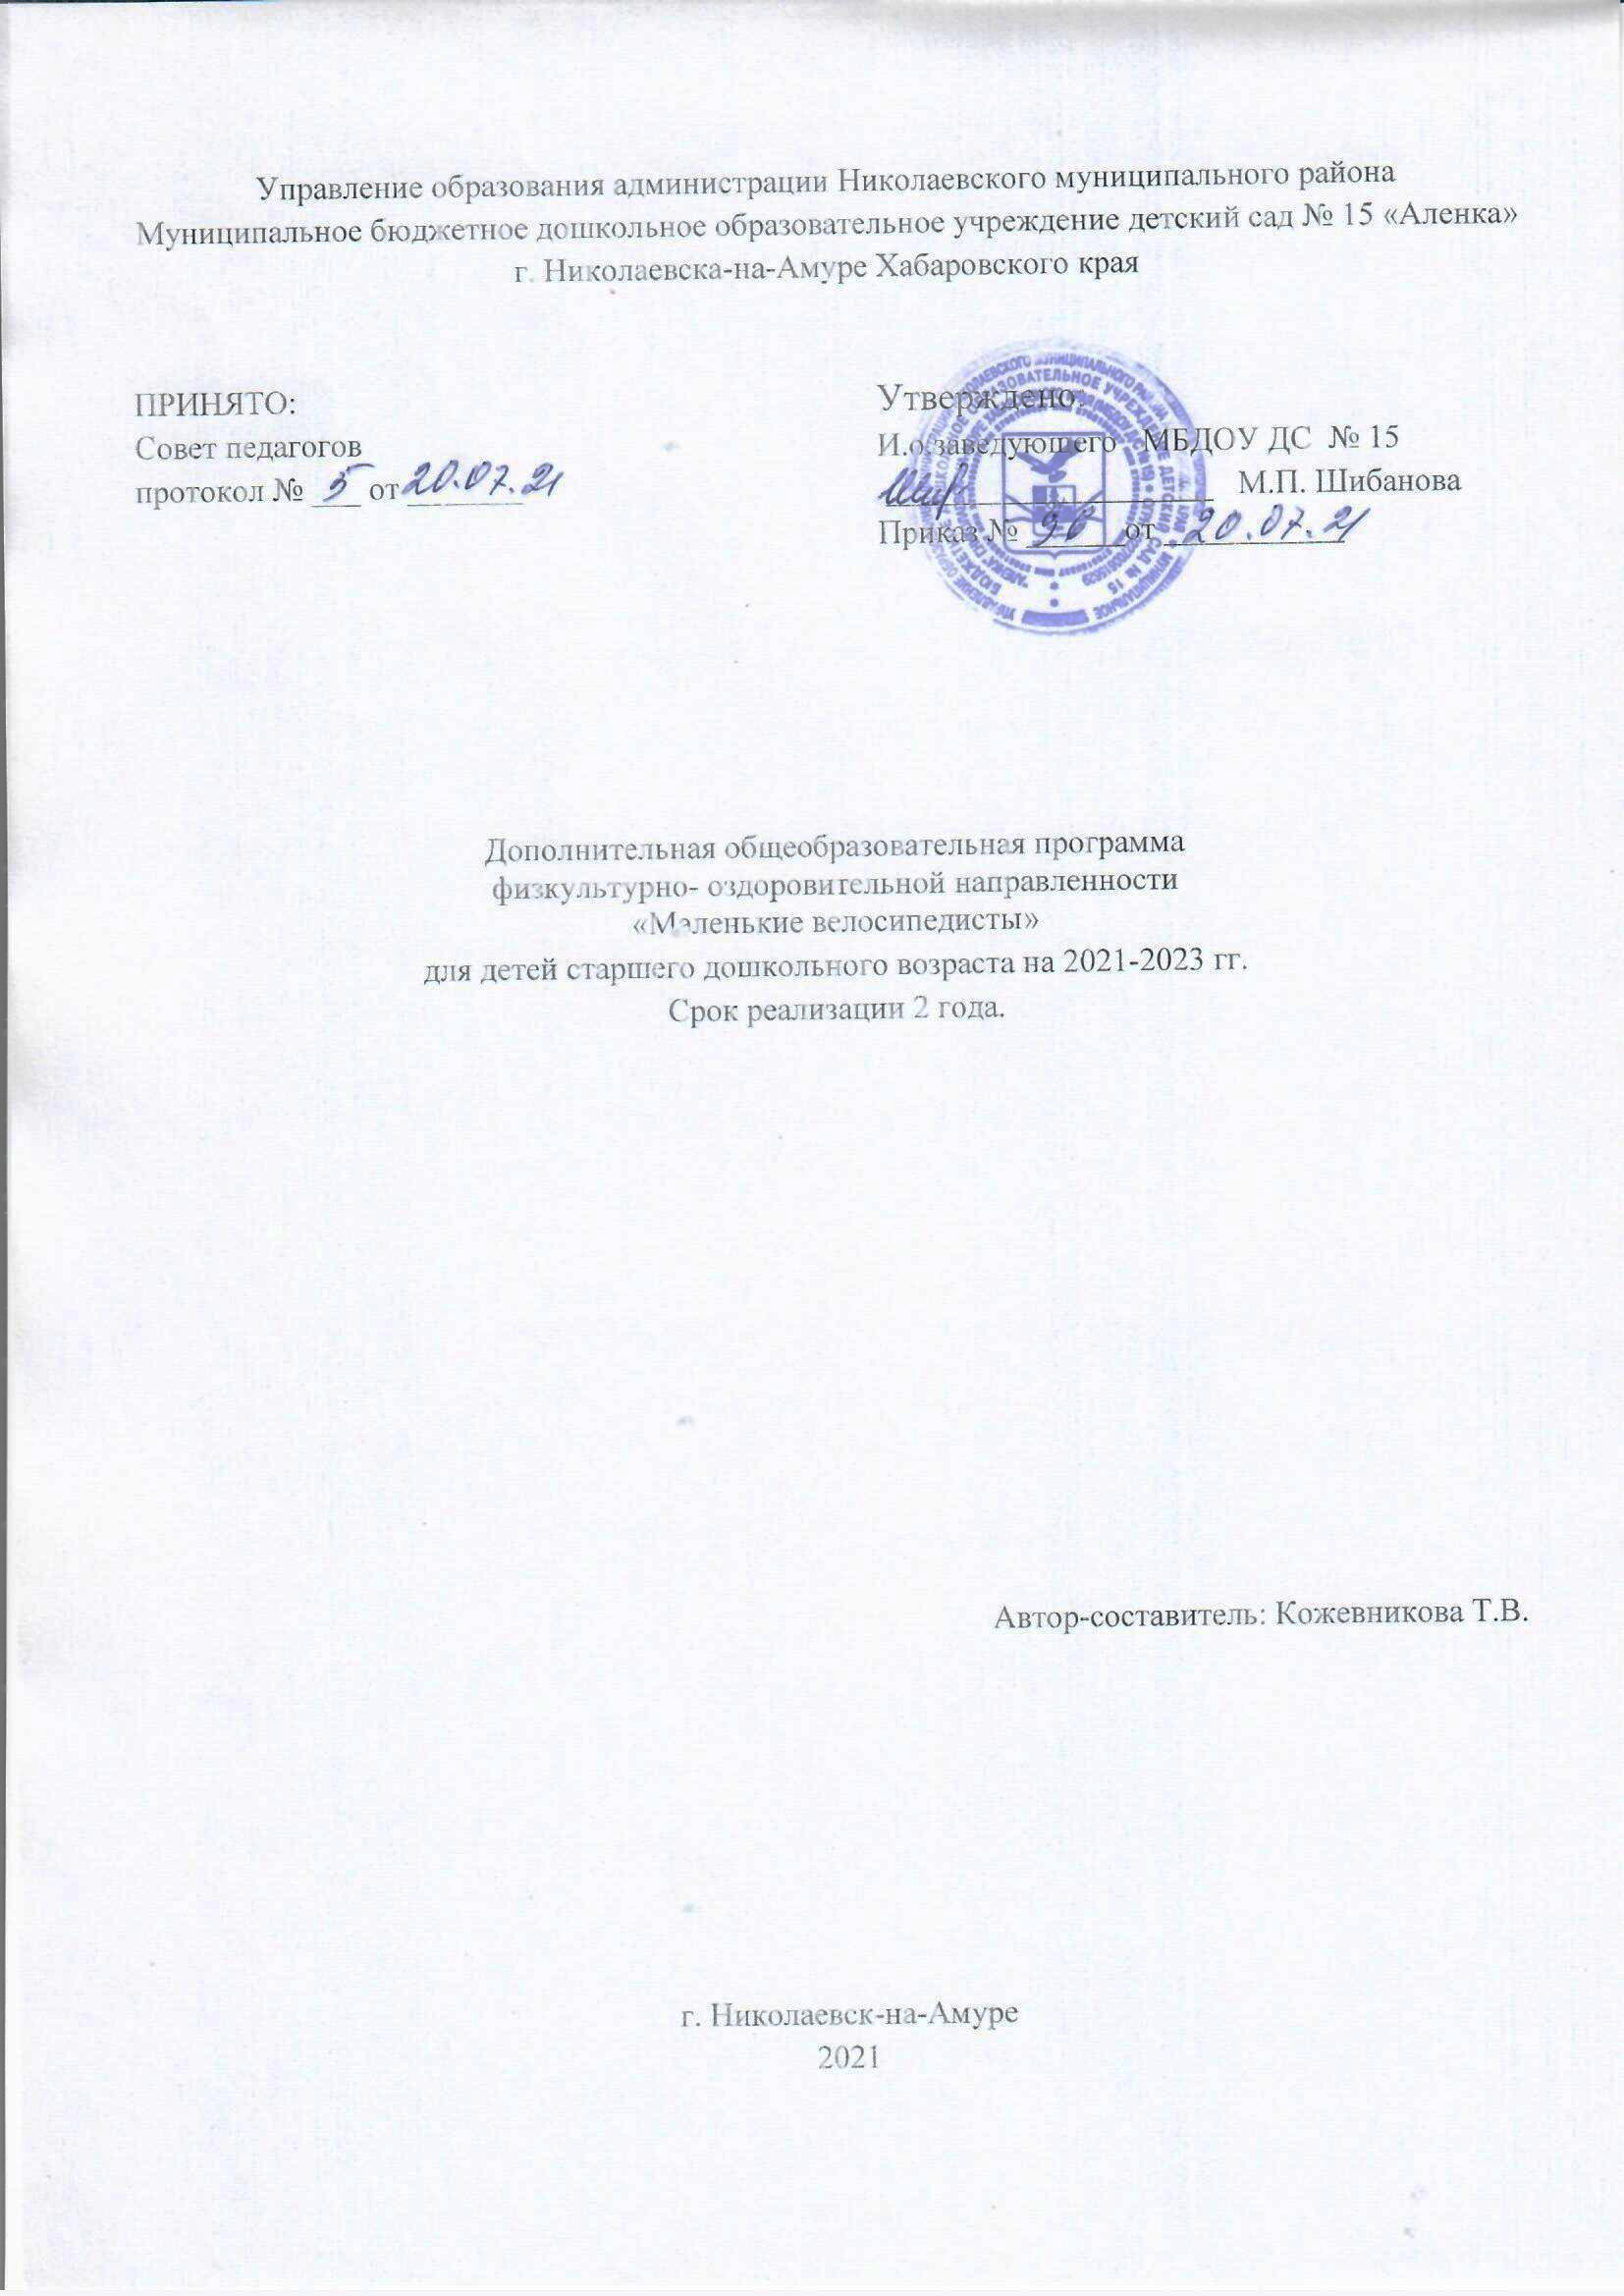 Управление образования администрации Николаевского муниципального района
Муниципальное бюджетное дошкольное образовательное учреждение детский сад № 15 «Аленка»
г. Николаевска-на-Амуре Хабаровского края
ПРИНЯТО:
Совет педагогов
протокол № 5 от 20.07.21
Утверждено:
И.о.заведующего МБДОУ ДС № 15
М.П. Шибанова
Приказ № 96 от 20.07.21
Дополнительная общеобразовательная программа
физкультурно- оздоровительной направленности
«Маленькие велосипедисты»
для детей старшего дошкольного возраста на 2021-2023 гг.
Срок реализации 2 года.
Автор-составитель: Кожевникова Т.В.
г. Николаевск-на-Амуре
2021